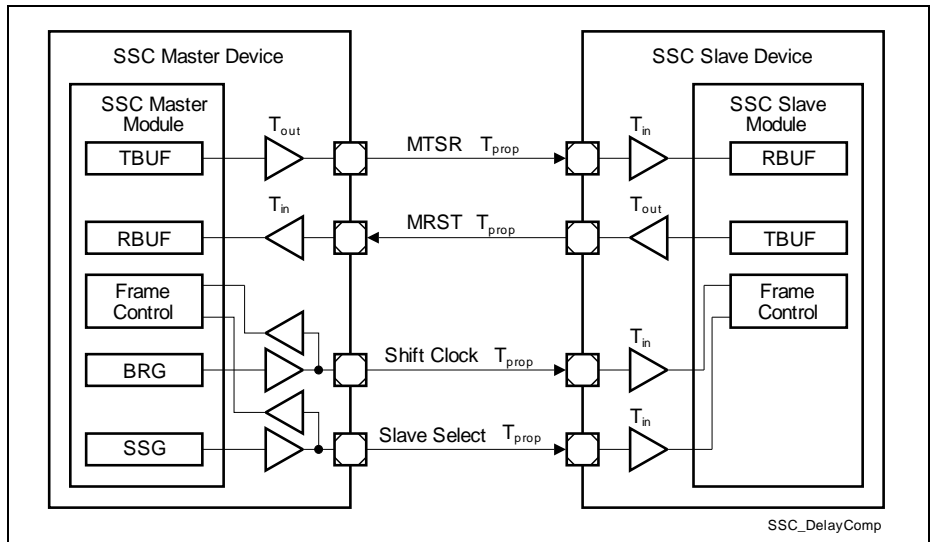 SSC Master Device
SSC Slave Device
SSC Master
Module
SSC Slave
Module
TBUF
Tout
MTSR Tprop
Tin
RBUF
RBUF
Tin
MRST Tprop
Tout
TBUF
Frame
Control
Frame
Control
BRG
Shift Clock Tprop
Tin
SSG
Slave Select Tprop
Tin
SSC_DelayComp